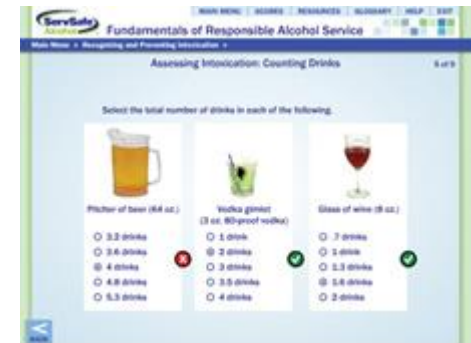 MAIN MENU | SCORES | RESOURCES | GLOSSARY | HELP | EXIT
ServSafe
Alcohol
Fundamentals of Responsible Alcohol Service
Main Menu > Recognizing and Preventing Intoxication >
Assessing Intoxication: Counting Drinks
5 of 9
Select the total number of drinks in each of the following.
Pitcher of beer (64 oz.)
3.2 drinks
3.6 drinks
4 drinks
4.8 drinks
5.3 drinks
Vodka gimlet
(3 oz. 80-proof vodka)
1 drink
2 drinks
3 drinks
3.5 drinks
4 drinks
Glass of wine (8 oz.)
.7 drinks
1 drink
1.3 drinks
1.6 drinks
2 drinks
BACK